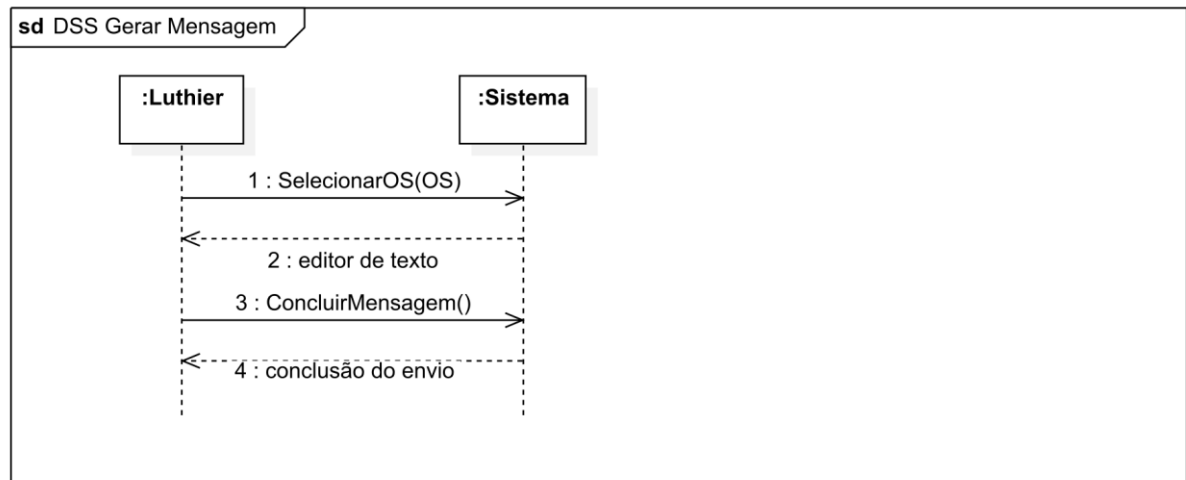 sd DSS Gerar Mensagem
:Luthier
:Sistema
1 : SelecionarOS(OS)
2 : editor de texto
3 : ConcluirMensagem()
4 : conclusão do envio